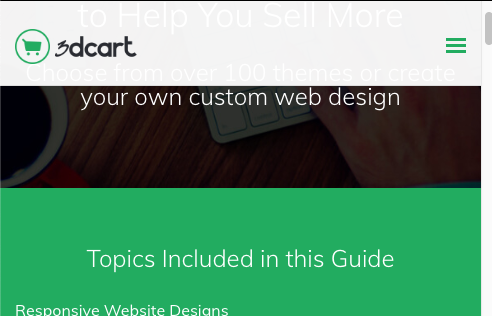 to Help You Sell More
3dcart
Choose from over 100 themes or create
your own custom web design
Topics Included in this Guide
Responsive Website Designs